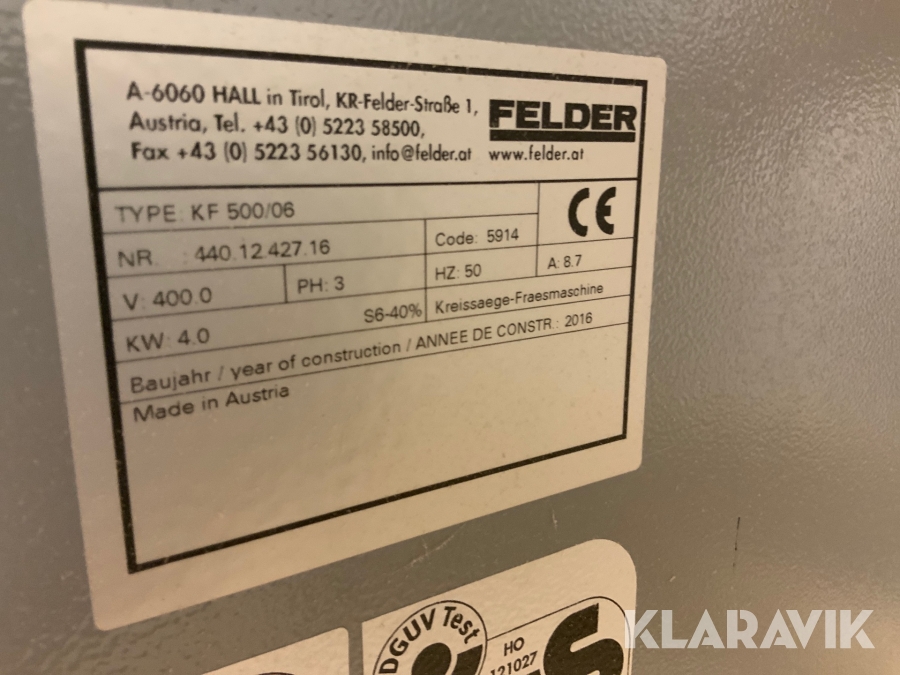 A-6060 HALL in Tirol, KR-Felder-Straße 1,
Austria, Tel. +43 (0) 5223 58500,
Fax +43 (0) 5223 56130, info@felder.at
FELDER
www.felder.at
TYPE: KF 500/06
CE
NR. : 440.12.427.16
Code: 5914
V: 400.0
PH: 3
HZ: 50
A: 8.7
KW: 4.0
S6-40%
Kreissaege-Fraesmaschine
Baujahr / year of construction / ANNEE DE CONSTR.: 2016
Made in Austria
DGUV Test
HO
121027
KLARAVIK